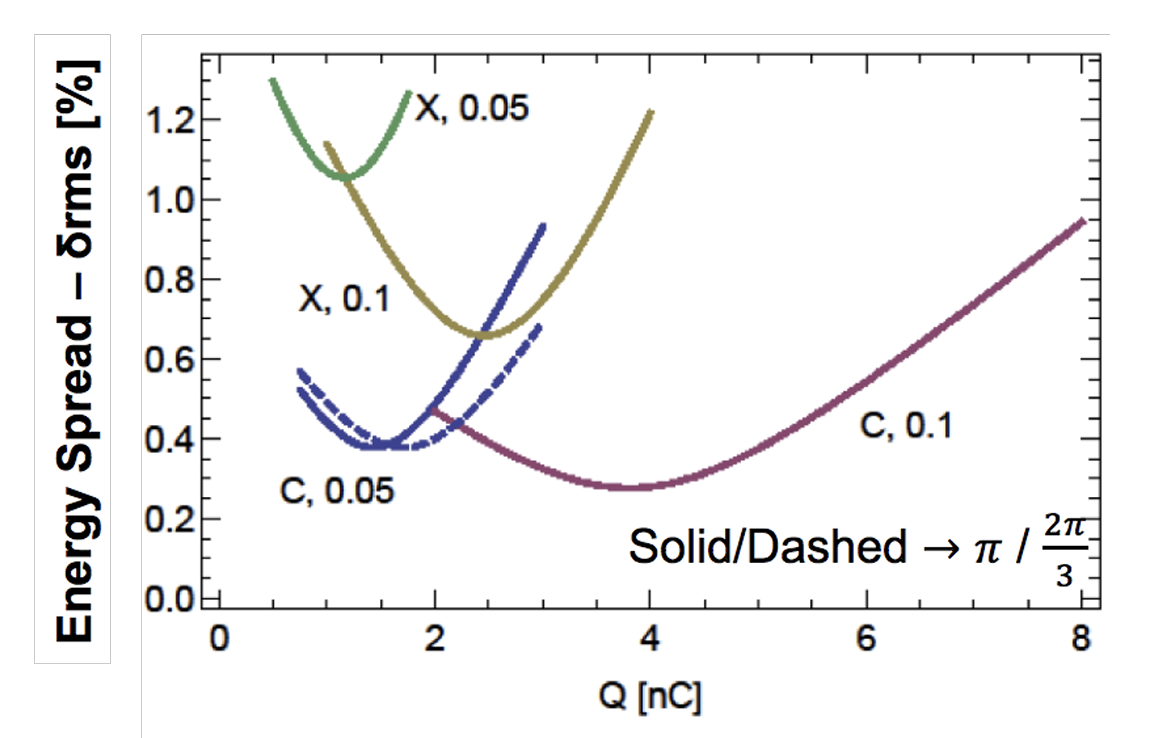 Energy Spread – δrms [%]
1.2
1.0
0.8
0.6
0.4
0.2
0.0
X, 0.05
X, 0.1
C, 0.05
C, 0.1
Solid/Dashed → π / 2π/3
0 2 4 6 8
Q [nC]